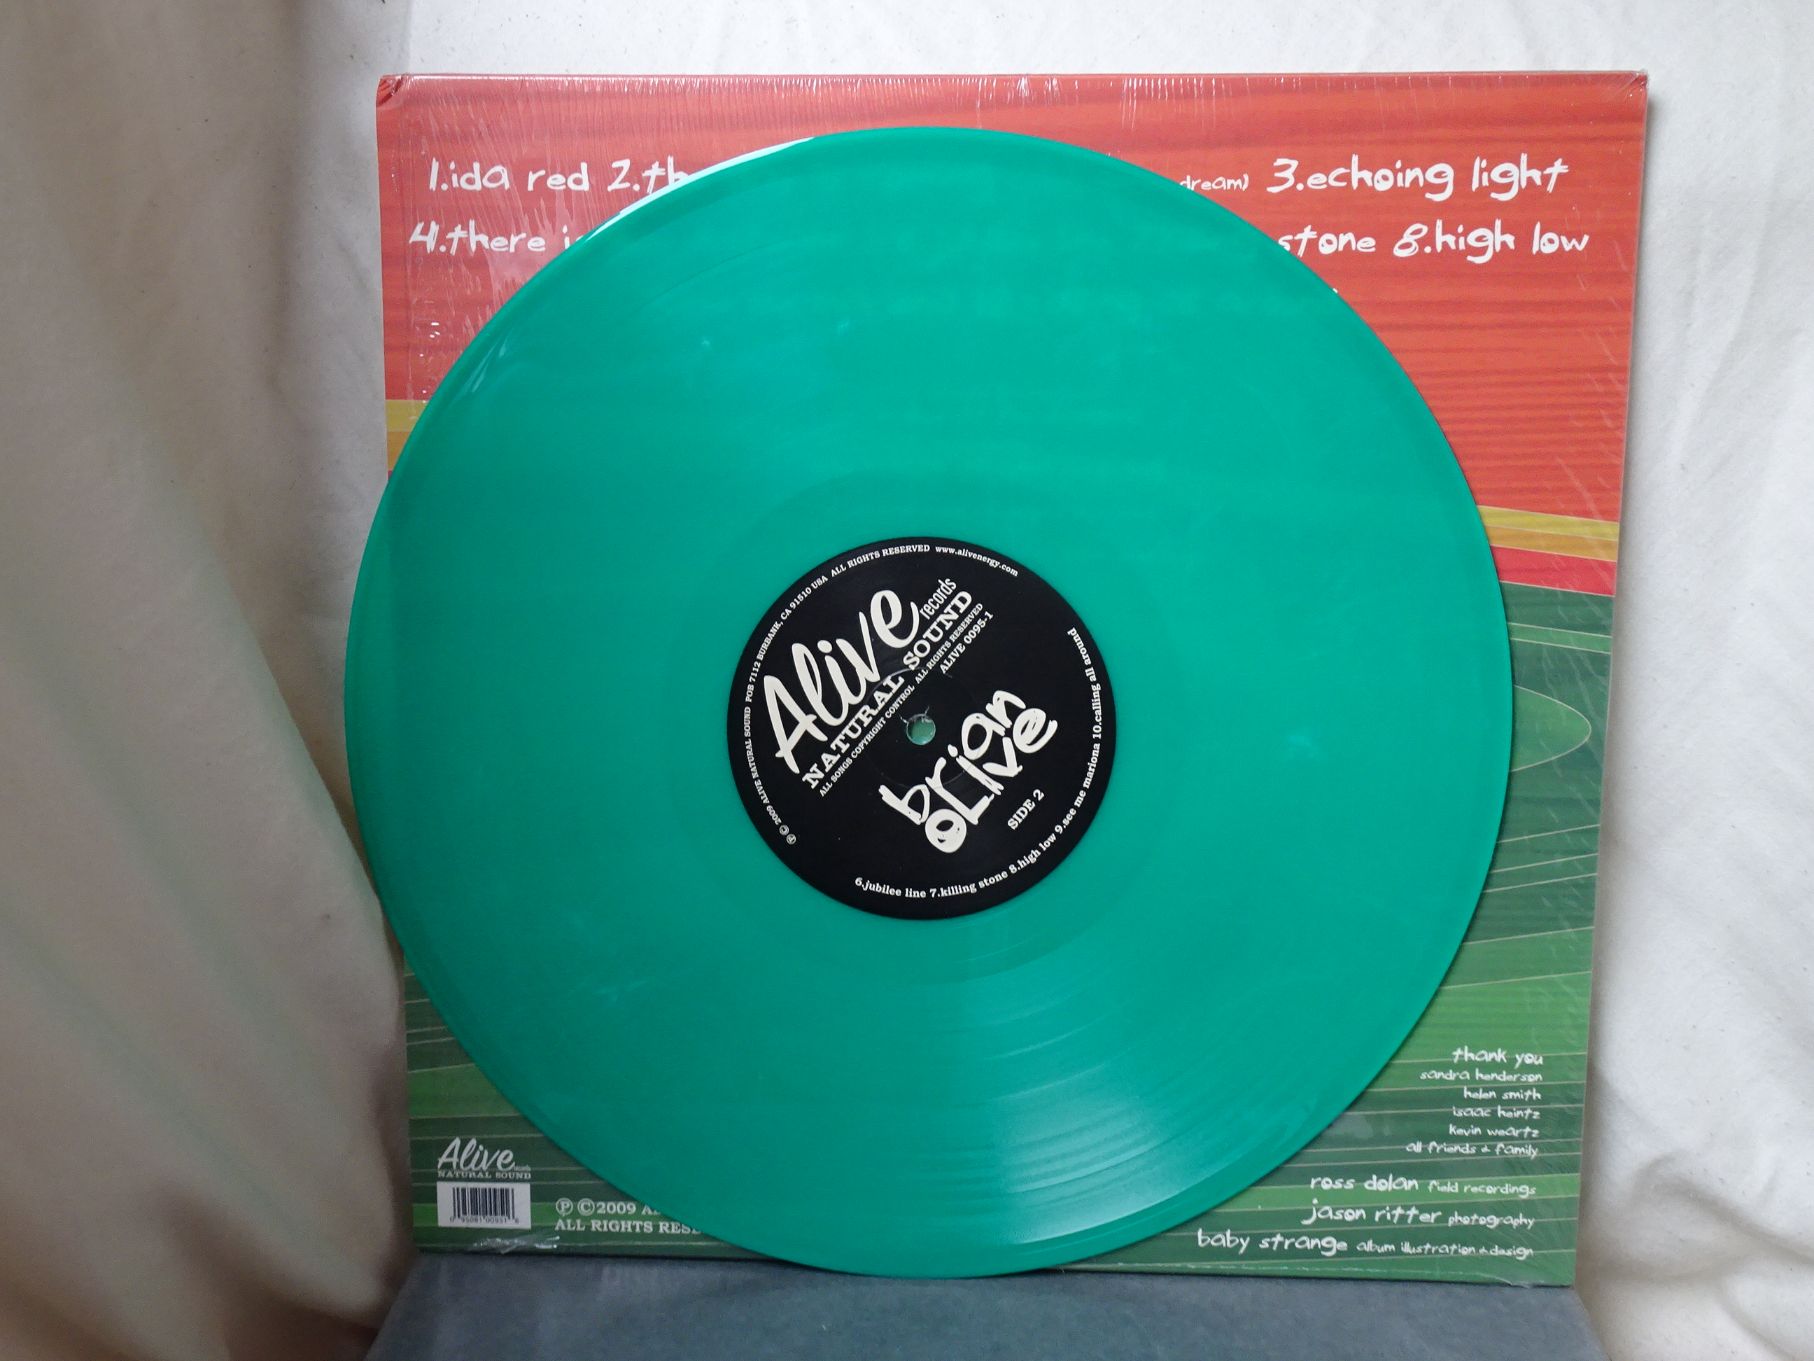 1.ida red 2.th
dream) 3.echoing light
4.there
stone 8.high low
℗ © 2009 ALIVE NATURAL SOUND POB 7112 BURBANK, CA 91510 USA ALL RIGHTS RESERVED www.alivenergy.com
Alive records
NATURAL SOUND
ALL SONGS COPYRIGHT CONTROL ALL RIGHTS RESERVED
ALIVE 0095-1
brian
olive
SIDE 2
6.jubilee line 7.killing stone 8.high low 9.see me mariona 10.calling all around
thank you
sandra henderson
helen smith
isaac heintz
kevin weartz
all friends & family
ross dolan field recordings
jason ritter photography
baby strange album illustration & design
Alive records
NATURAL SOUND
℗ © 2009 A
ALL RIGHTS RES